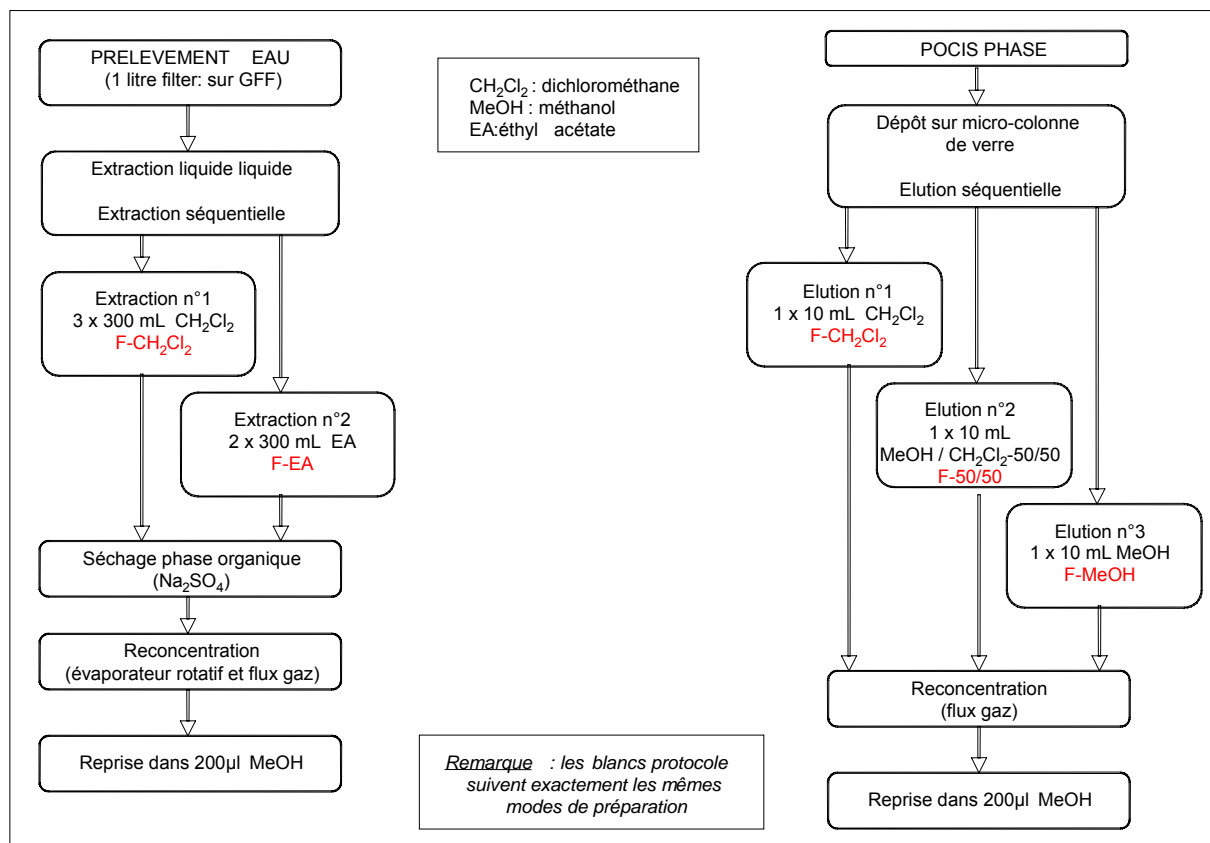 PRELEVEMENT EAU
(1 litre filter: sur GFF)
Extraction liquide liquide
Extraction séquentielle
Extraction n°1
3 x 300 mL CH₂Cl₂
F-CH₂Cl₂
Extraction n°2
2 x 300 mL EA
F-EA
Séchage phase organique
(Na₂SO₄)
Reconcentration
(évaporateur rotatif et flux gaz)
Reprise dans 200µl MeOH
CH₂Cl₂ : dichlorométhane
MeOH : méthanol
EA:éthyl acétate
Remarque : les blancs protocole
suivent exactement les mêmes
modes de préparation
POCIS PHASE
Dépôt sur micro-colonne
de verre
Elution séquentielle
Elution n°1
1 x 10 mL CH₂Cl₂
F-CH₂Cl₂
Elution n°2
1 x 10 mL
MeOH / CH₂Cl₂-50/50
F-50/50
Elution n°3
1 x 10 mL MeOH
F-MeOH
Reconcentration
(flux gaz)
Reprise dans 200µl MeOH